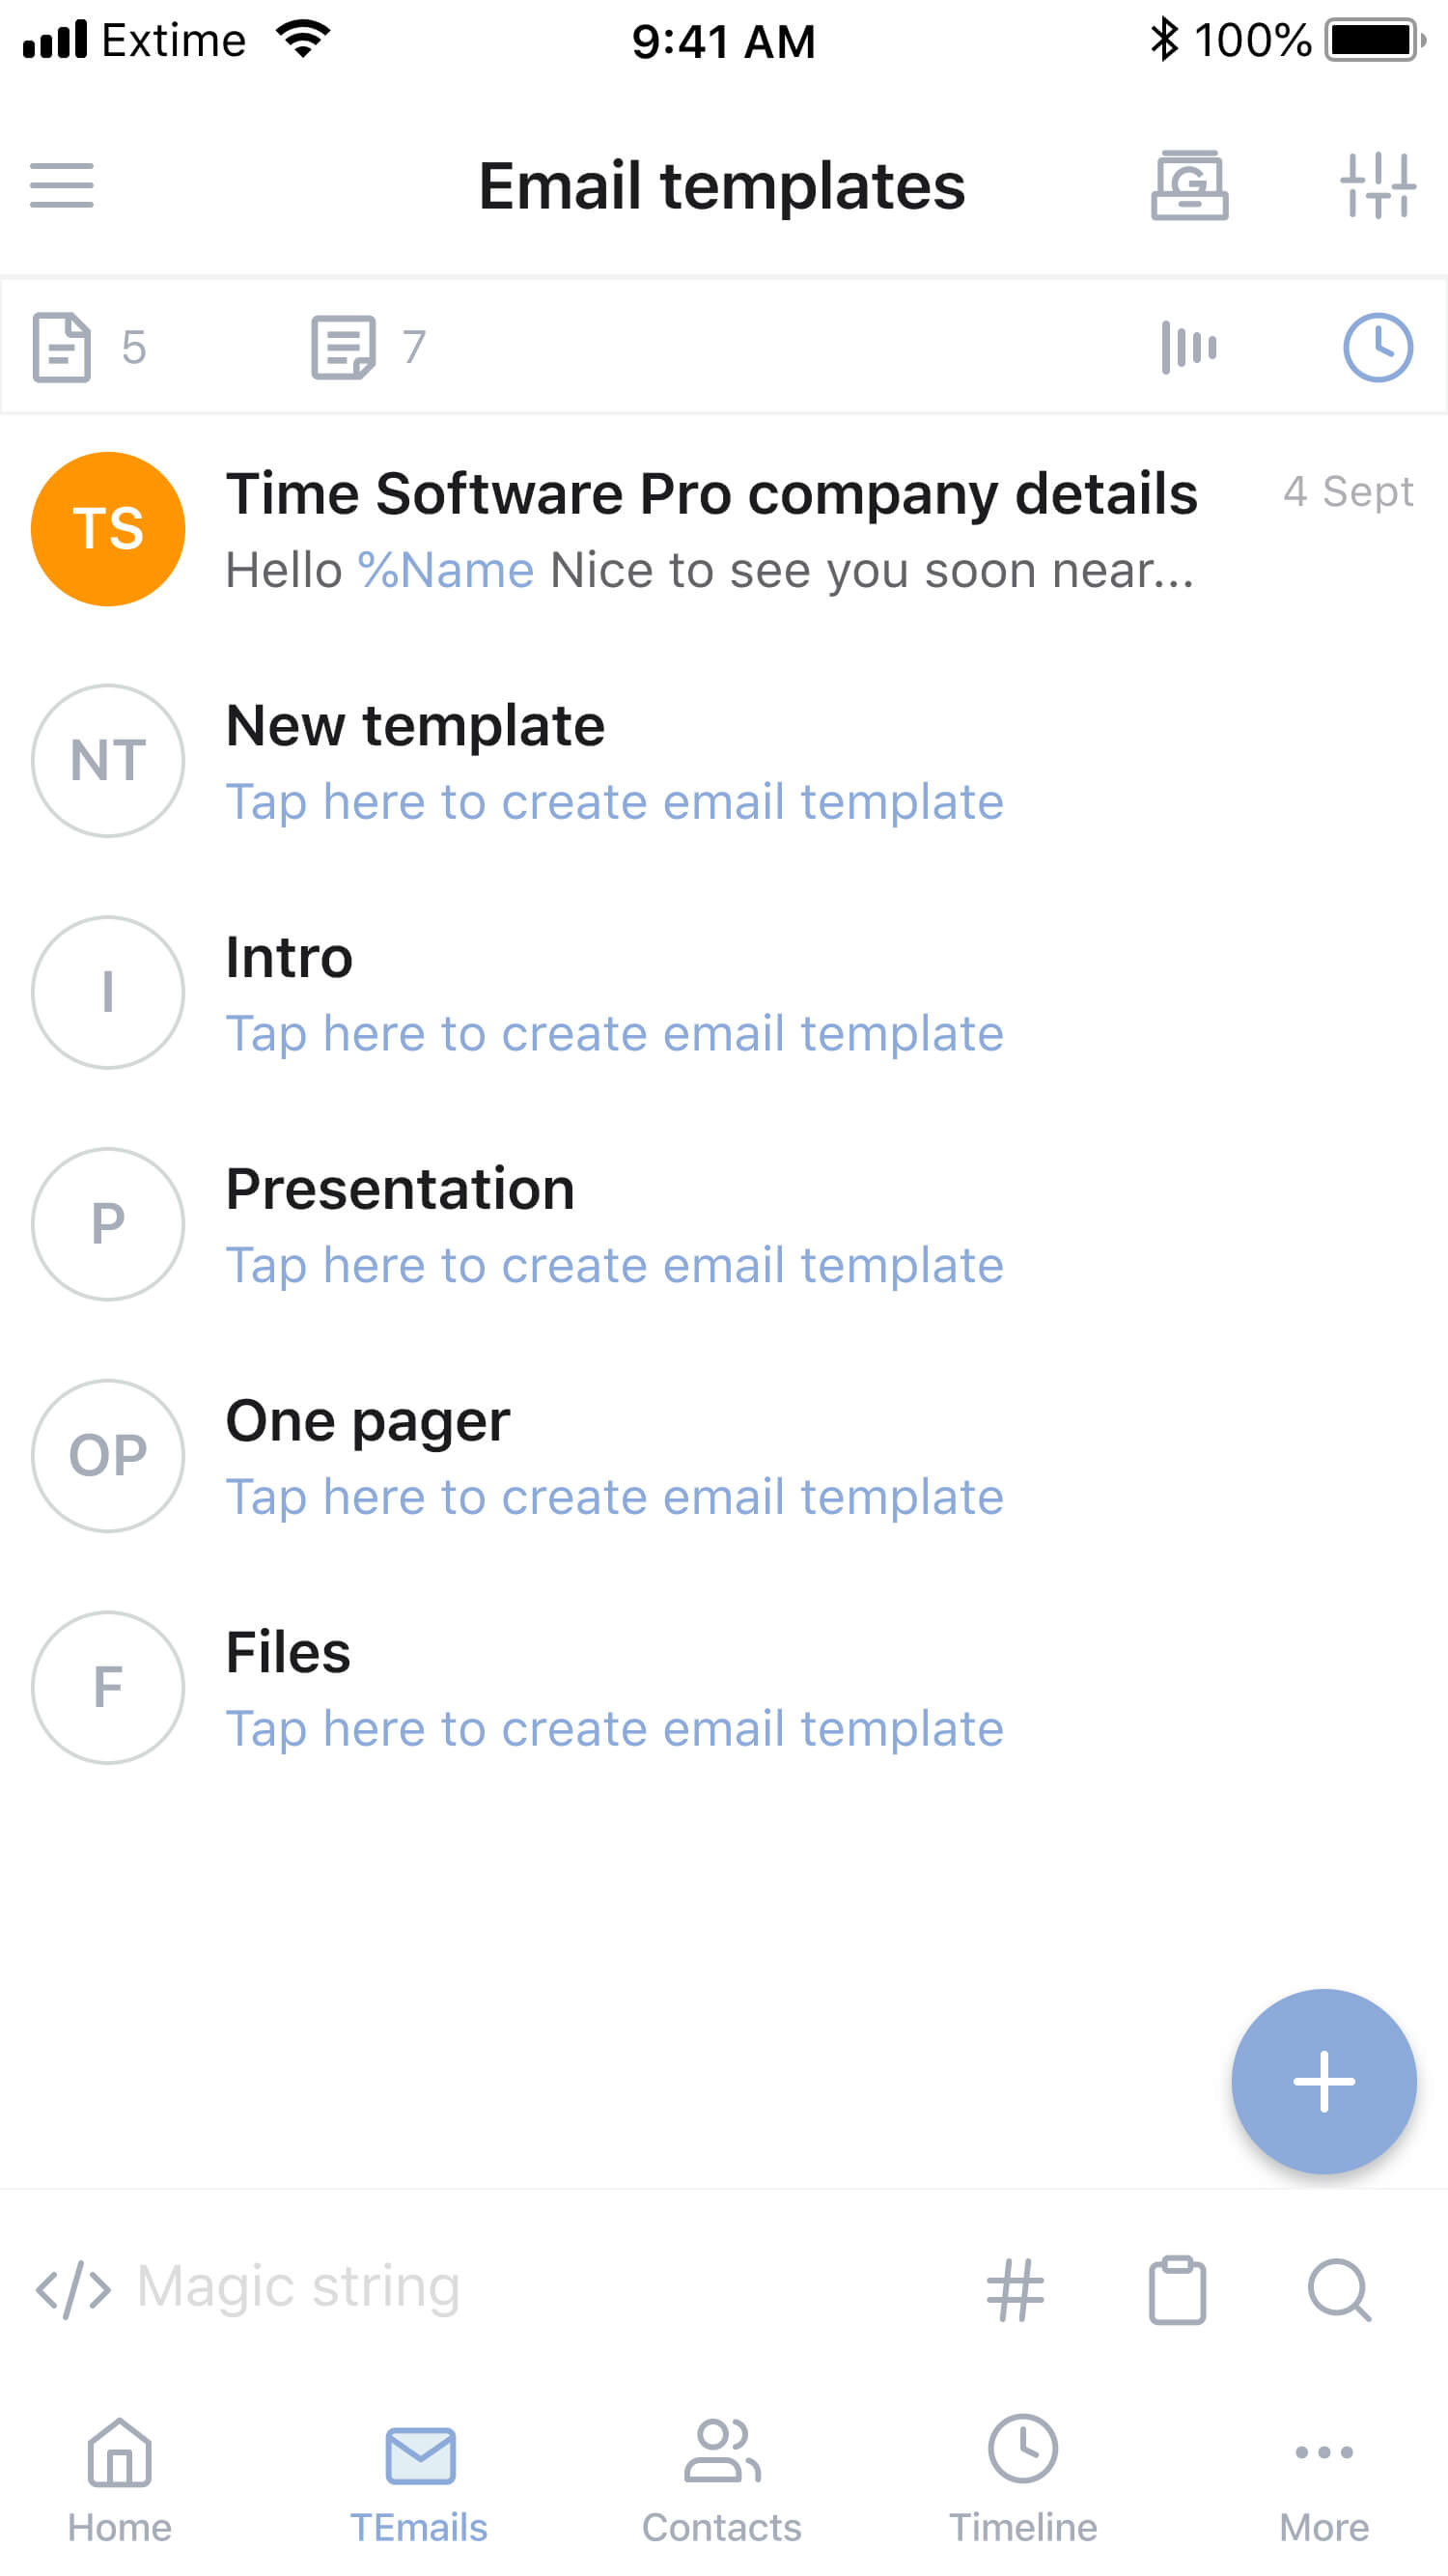 Extime 9:41 AM 100%
Email templates
G
5 7
TS Time Software Pro company details 4 Sept
Hello %Name Nice to see you soon near...
NT New template
Tap here to create email template
I Intro
Tap here to create email template
P Presentation
Tap here to create email template
OP One pager
Tap here to create email template
F Files
Tap here to create email template
</> Magic string #
Home TEmails Contacts Timeline More